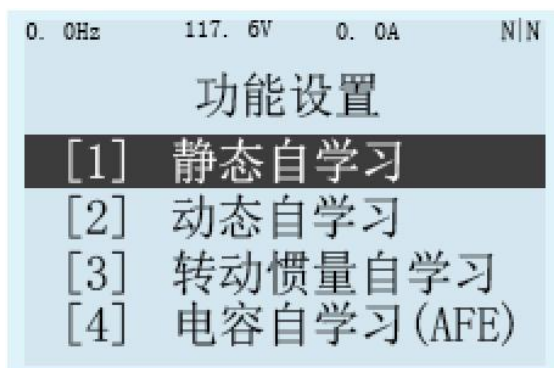 0. 0Hz 117. 6V 0. 0A N|N
功能设置
[1] 静态自学习
[2] 动态自学习
[3] 转动惯量自学习
[4] 电容自学习(AFE)